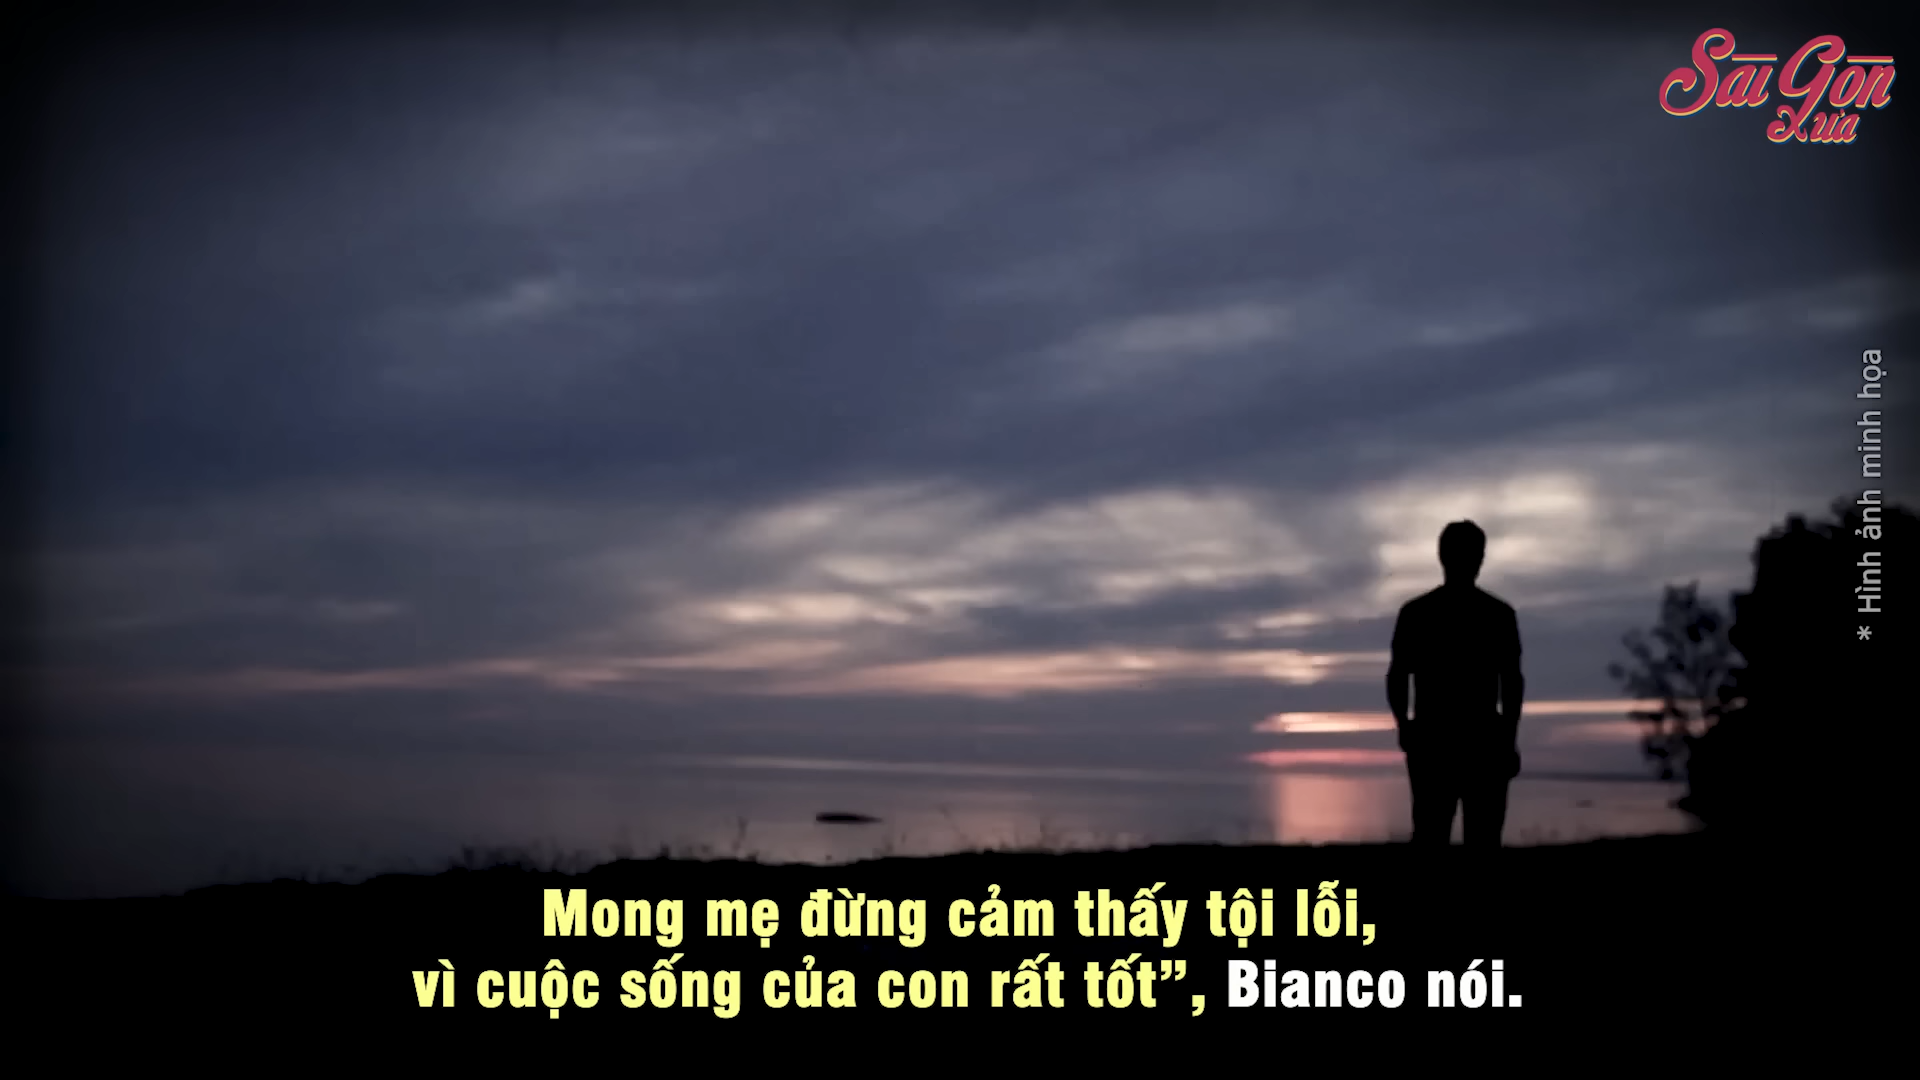 Sài Gòn
Xưa
* Hình ảnh minh họa
Mong mẹ đừng cảm thấy tội lỗi,
vì cuộc sống của con rất tốt”, Bianco nói.